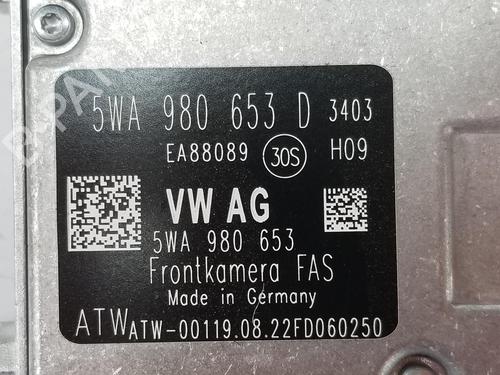 5WA 980 653 D 3403
EA88089 30S H09
VW AG
5WA 980 653
Frontkamera FAS
Made in Germany
ATW ATW-00119.08.22FD060250